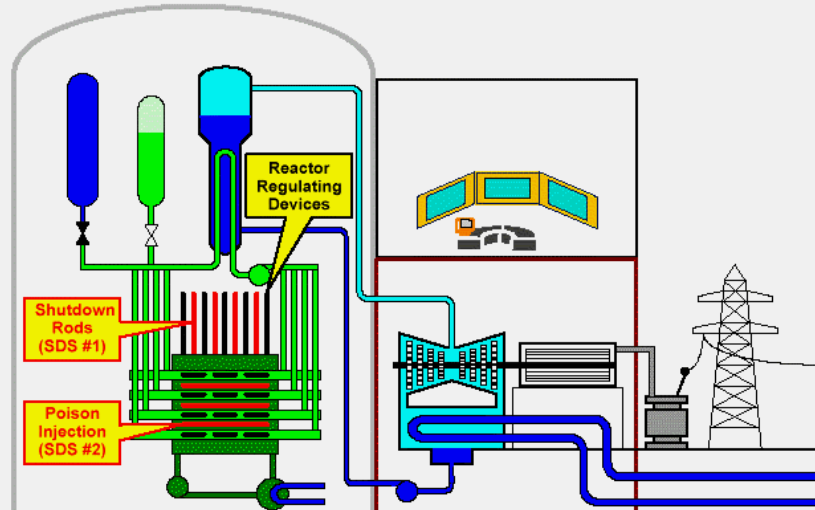 Reactor
Regulating
Devices
Shutdown
Rods
(SDS #1)
Poison
Injection
(SDS #2)